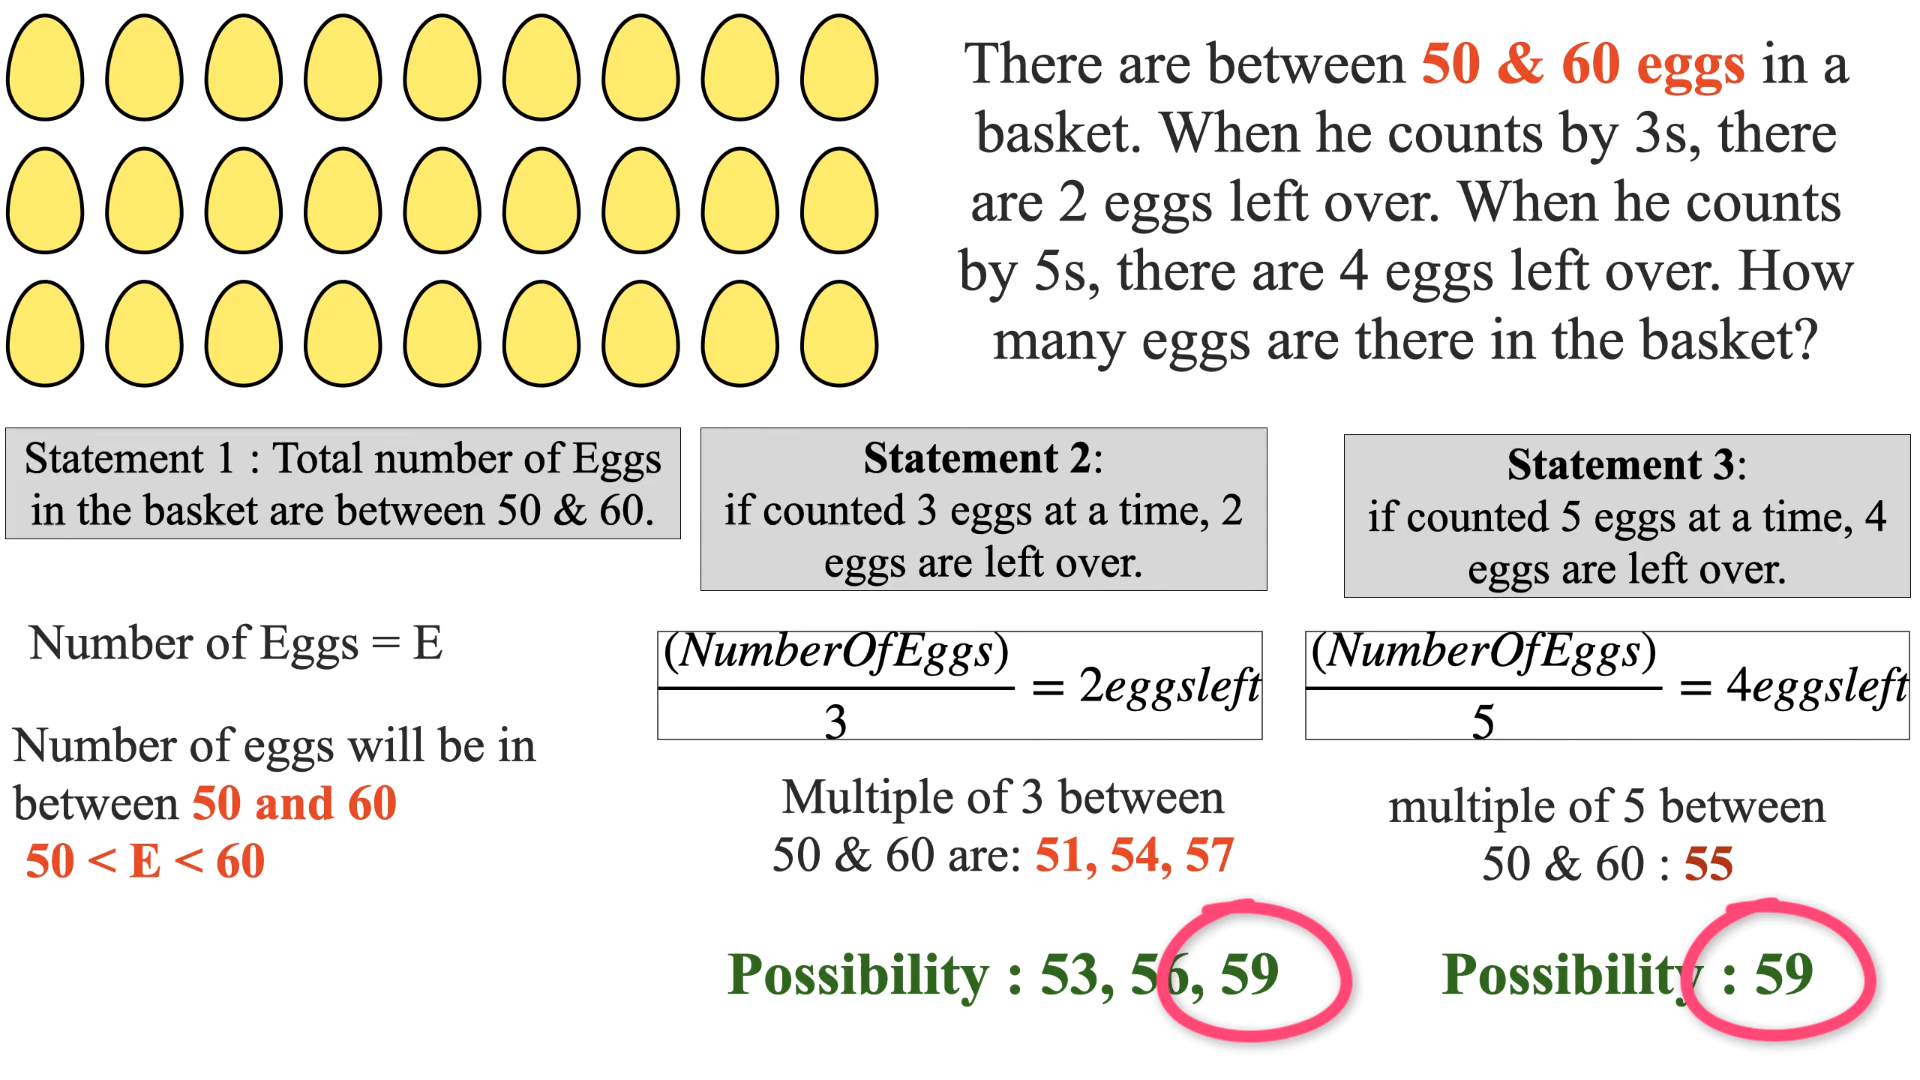 There are between 50 & 60 eggs in a
basket. When he counts by 3s, there
are 2 eggs left over. When he counts
by 5s, there are 4 eggs left over. How
many eggs are there in the basket?
Statement 1 : Total number of Eggs
in the basket are between 50 & 60.
Number of Eggs = E
Number of eggs will be in
between 50 and 60
50 < E < 60
Statement 2:
if counted 3 eggs at a time, 2
eggs are left over.
(NumberOfEggs)
= 2eggsleft
3
Multiple of 3 between
50 & 60 are: 51, 54, 57
Possibility : 53, 56, 59
Statement 3:
if counted 5 eggs at a time, 4
eggs are left over.
(NumberOfEggs)
= 4eggsleft
5
multiple of 5 between
50 & 60 : 55
Possibility : 59